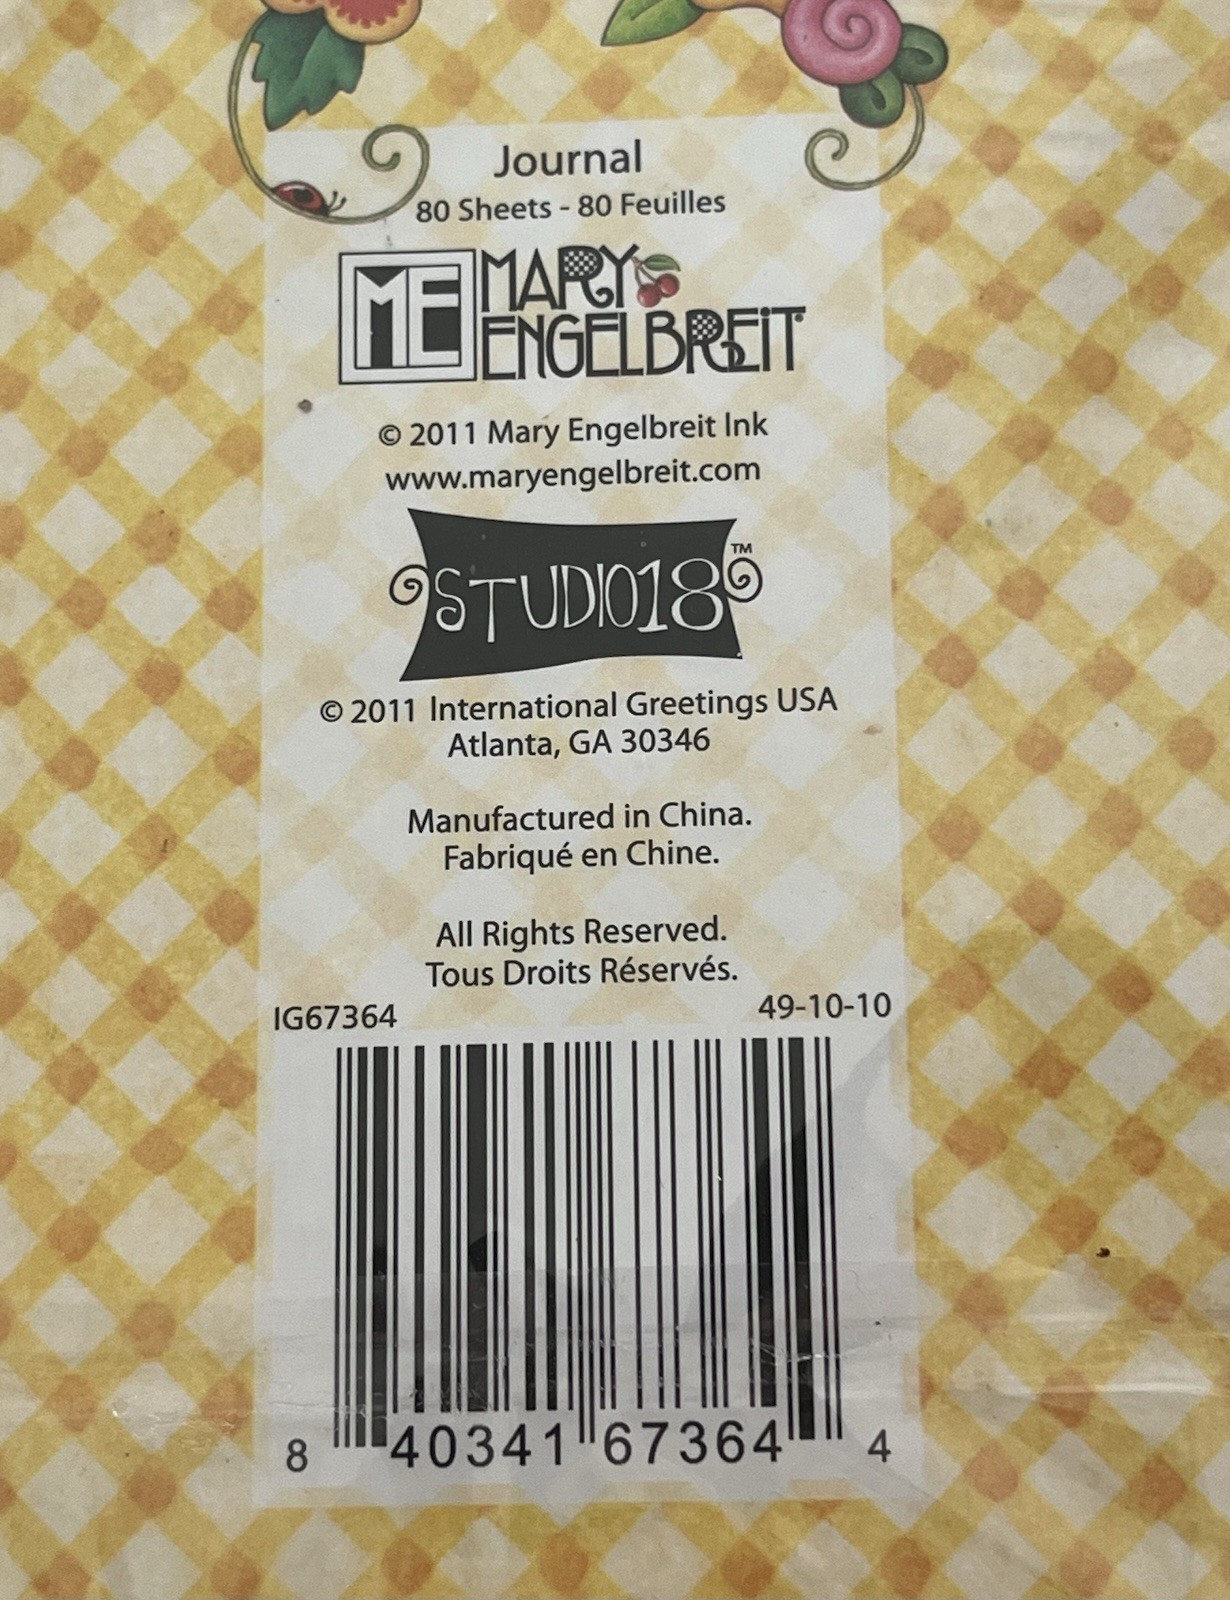 Journal
80 Sheets - 80 Feuilles
ME MARY
ENGELBREIT
© 2011 Mary Engelbreit Ink
www.maryengelbreit.com
STUDIO18™
© 2011 International Greetings USA
Atlanta, GA 30346
Manufactured in China.
Fabriqué en Chine.
All Rights Reserved.
Tous Droits Réservés.
IG67364 49-10-10
8 40341 67364 4